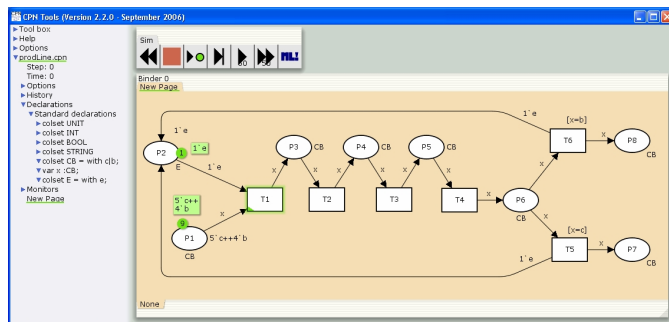 CPN Tools (Version 2.2.0 - September 2006)
Tool box
Help
Options
prodLine.cpn
Step: 0
Time: 0
Options
History
Declarations
Standard declarations
colset UNIT
colset INT
colset BOOL
colset STRING
colset CB = with c|b;
var x :CB;
colset E = with e;
Monitors
New Page
Sim
50
50
ML!
Binder 0
New Page
1`e
[x=b]
P2
1
1`e
E
1`e
P3
CB
P4
CB
P5
CB
T6
x
P8
CB
x
x
x
x
x
x
x
T1
T2
T3
T4
x
P6
CB
5`c++
4`b
9
x
P1
5`c++4`b
CB
x
[x=c]
1`e
T5
x
P7
CB
None